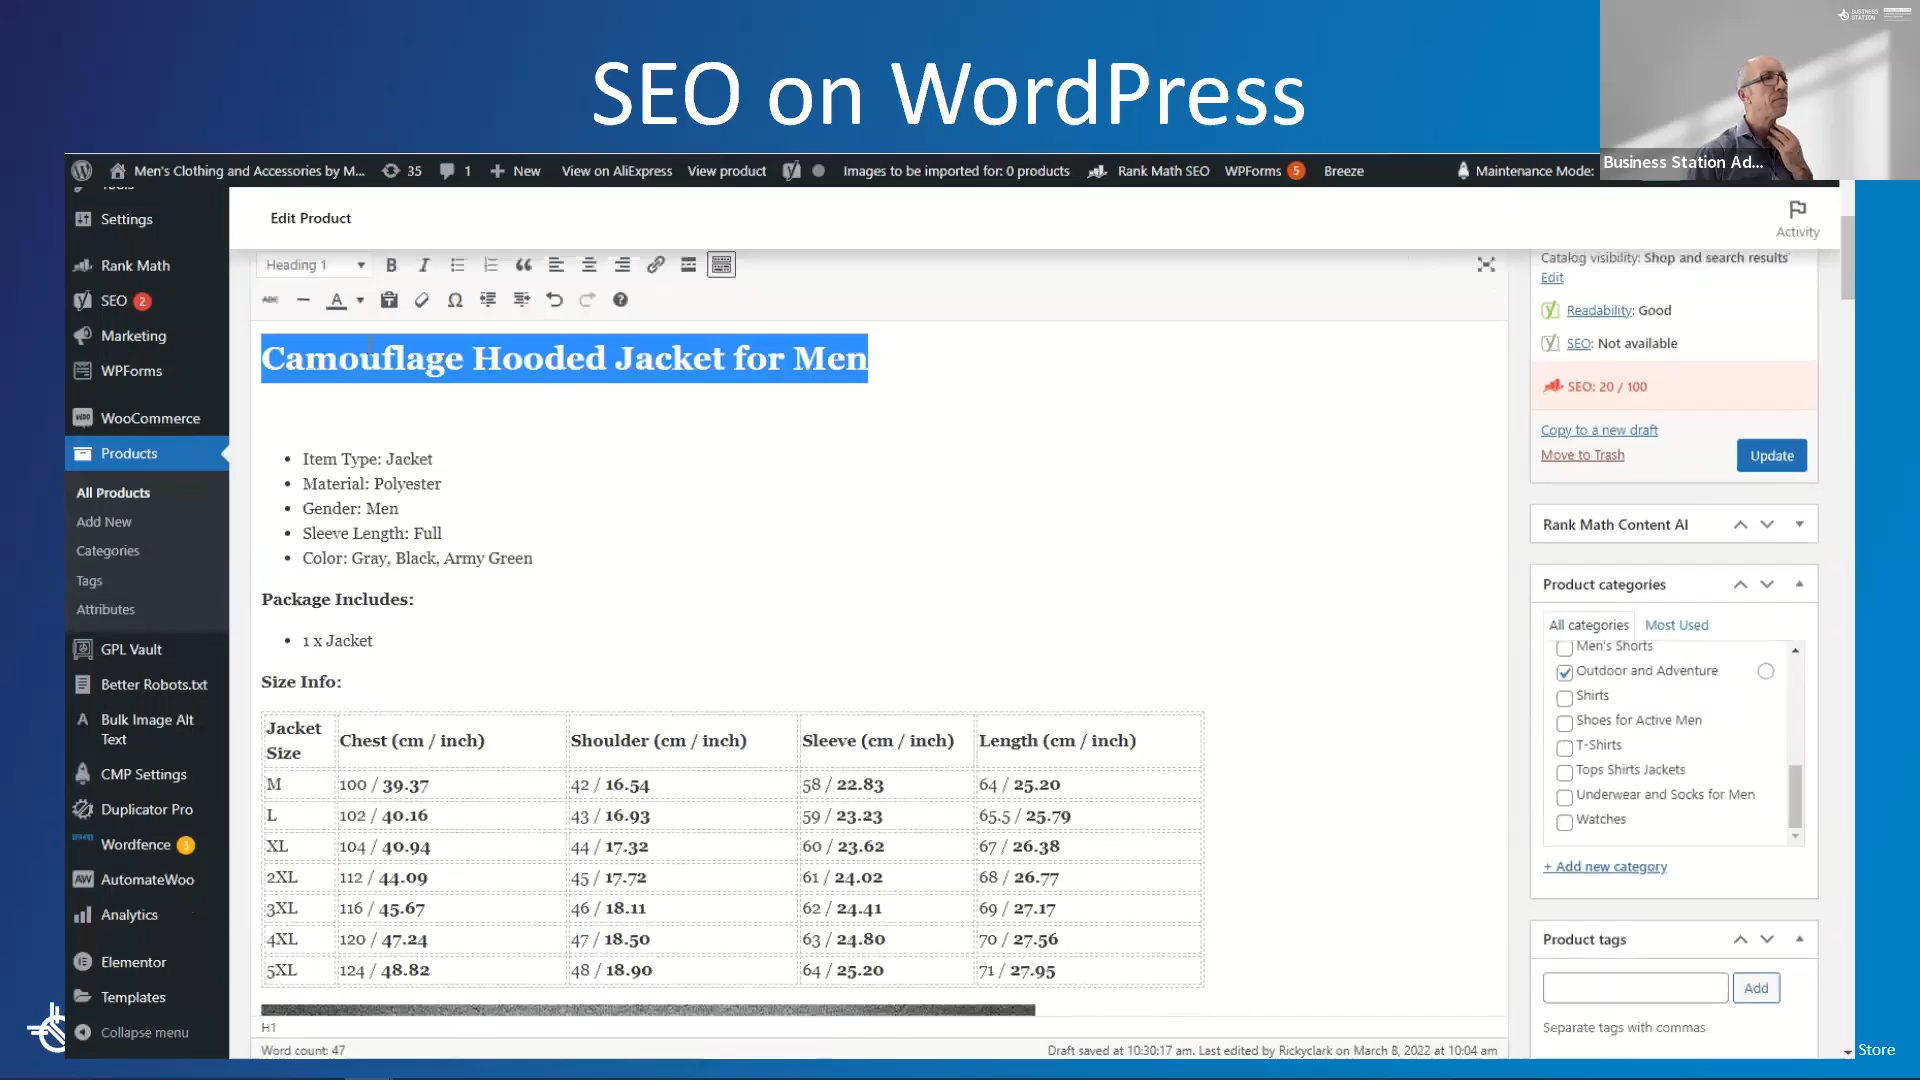 SEO on WordPress
BUSINESS STATION
Business Station Ad...
Men's Clothing and Accessories by M... 35 1 New View on AliExpress View product Images to be imported for: 0 products Rank Math SEO WPForms 5 Breeze Maintenance Mode:
Settings
Rank Math
SEO 2
Marketing
WPForms
WooCommerce
Products
All Products
Add New
Categories
Tags
Attributes
GPL Vault
Better Robots.txt
Bulk Image Alt
Text
CMP Settings
Duplicator Pro
Wordfence 3
AutomateWoo
Analytics
Elementor
Templates
Collapse menu
Edit Product
Activity
Heading 1
Camouflage Hooded Jacket for Men
Item Type: Jacket
Material: Polyester
Gender: Men
Sleeve Length: Full
Color: Gray, Black, Army Green
Package Includes:
1 x Jacket
Size Info:
Jacket Size Chest (cm / inch) Shoulder (cm / inch) Sleeve (cm / inch) Length (cm / inch)
M 100 / 39.37 42 / 16.54 58 / 22.83 64 / 25.20
L 102 / 40.16 43 / 16.93 59 / 23.23 65.5 / 25.79
XL 104 / 40.94 44 / 17.32 60 / 23.62 67 / 26.38
2XL 112 / 44.09 45 / 17.72 61 / 24.02 68 / 26.77
3XL 116 / 45.67 46 / 18.11 62 / 24.41 69 / 27.17
4XL 120 / 47.24 47 / 18.50 63 / 24.80 70 / 27.56
5XL 124 / 48.82 48 / 18.90 64 / 25.20 71 / 27.95
H1
Word count: 47
Draft saved at 10:30:17 am. Last edited by Rickyclark on March 8, 2022 at 10:04 am
Catalog visibility: Shop and search results
Edit
Readability: Good
SEO: Not available
SEO: 20 / 100
Copy to a new draft
Move to Trash
Update
Rank Math Content AI
Product categories
All categories Most Used
Men's Shorts
Outdoor and Adventure
Shirts
Shoes for Active Men
T-Shirts
Tops Shirts Jackets
Underwear and Socks for Men
Watches
+ Add new category
Product tags
Add
Separate tags with commas
Store